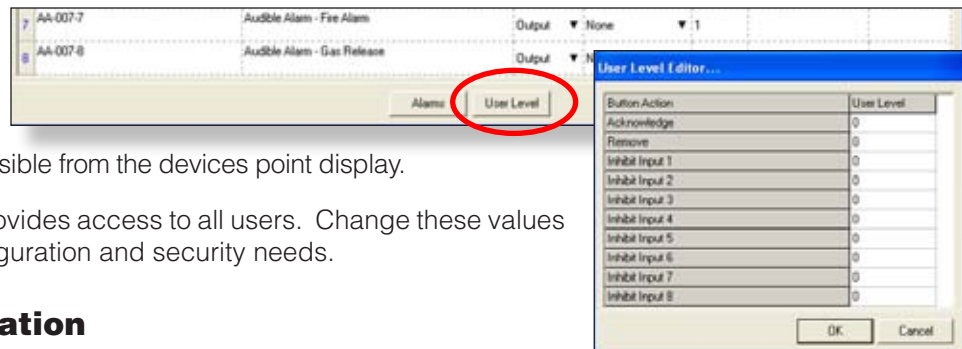 7 AA-007-7 Audible Alarm - Fire Alarm Output ▼ None ▼ 1
8 AA-007-8 Audible Alarm - Gas Release Output ▼ N
Alarms User Level
User Level Editor...
Button Action User Level
Acknowledge 0
Remove 0
Inhibit Input 1 0
Inhibit Input 2 0
Inhibit Input 3 0
Inhibit Input 4 0
Inhibit Input 5 0
Inhibit Input 6 0
Inhibit Input 7 0
Inhibit Input 8 0
OK Cancel
sible from the devices point display.
ovides access to all users. Change these values
guration and security needs.
ation